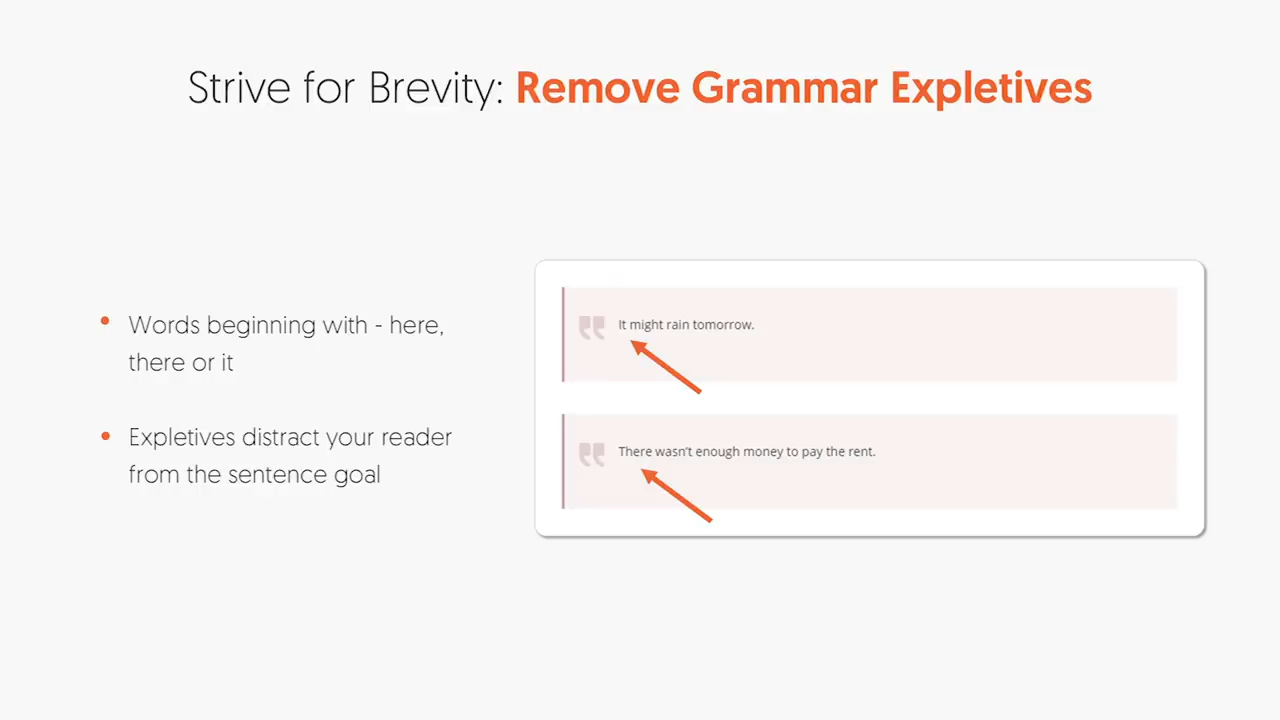 Strive for Brevity: Remove Grammar Expletives
• Words beginning with - here,
there or it
• Expletives distract your reader
from the sentence goal
It might rain tomorrow.
There wasn't enough money to pay the rent.